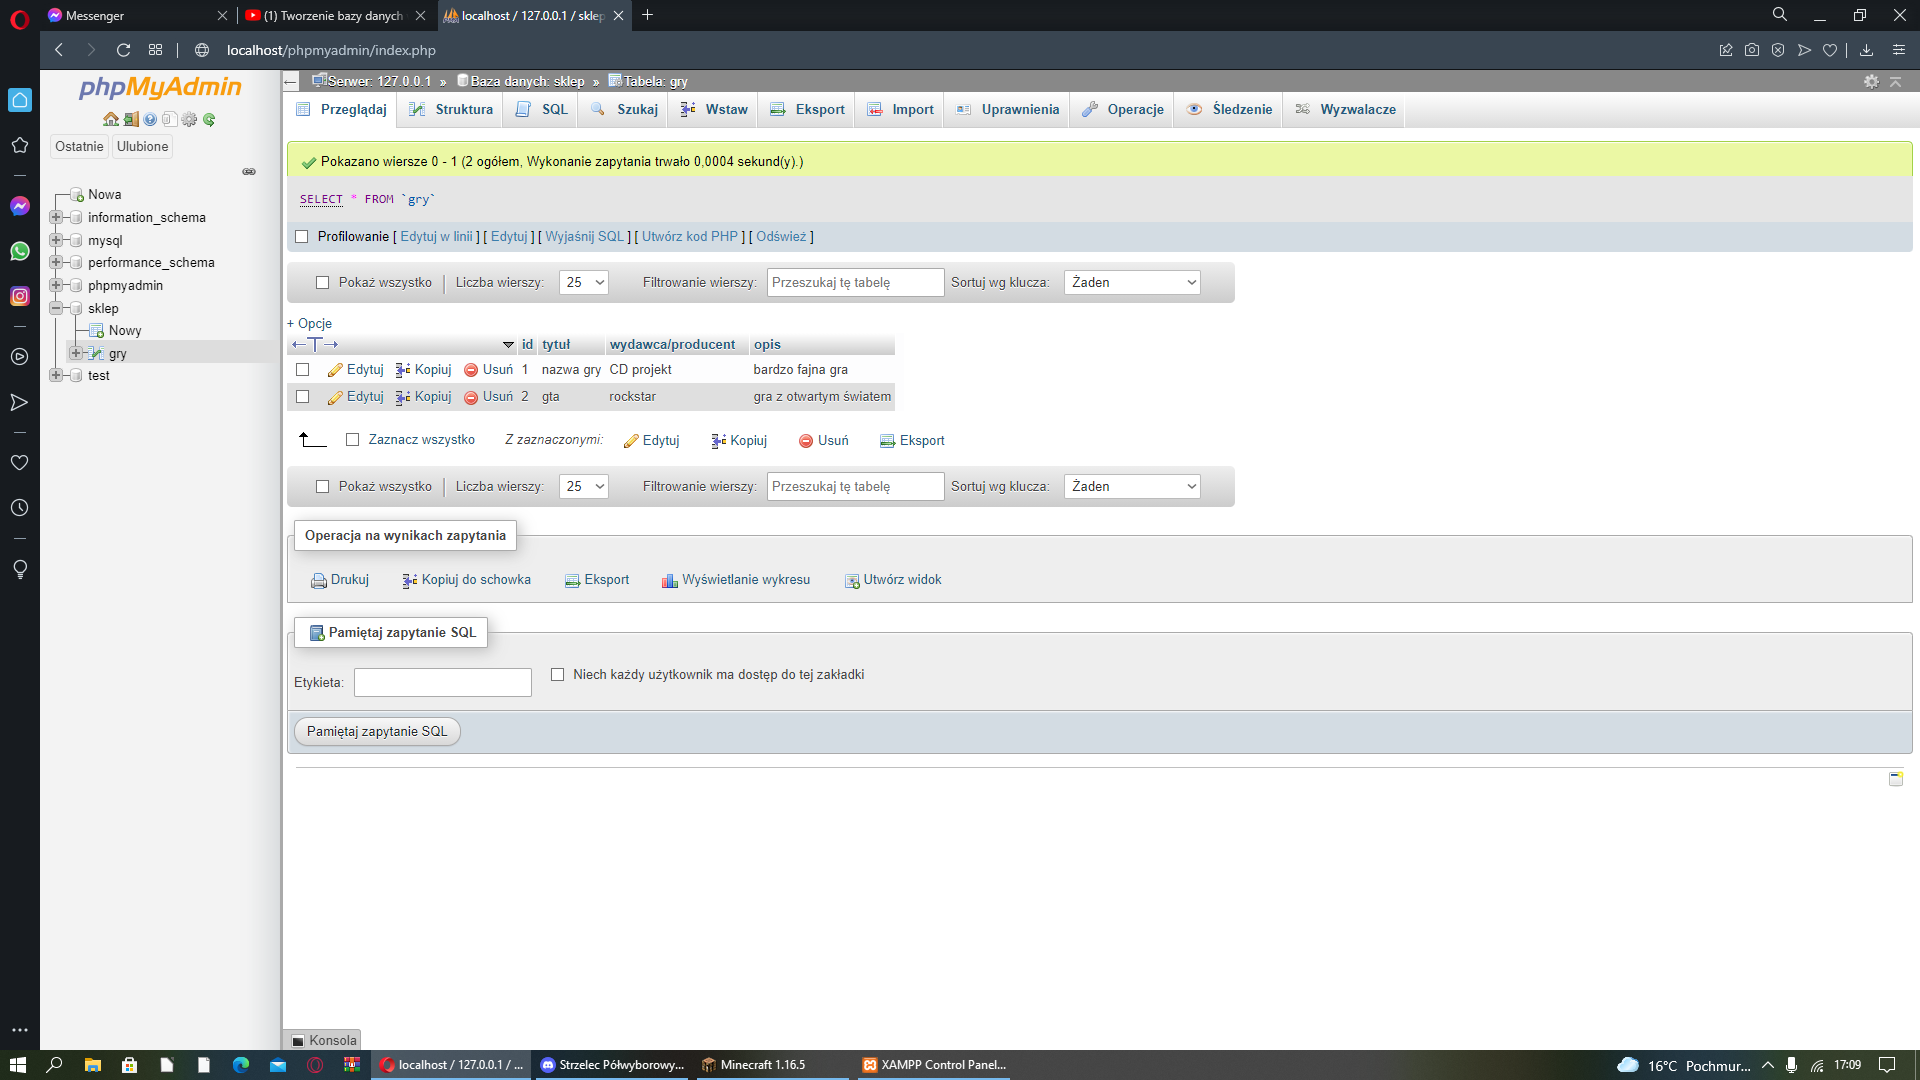 Messenger
(1) Tworzenie bazy danych
localhost / 127.0.0.1 / sklep
localhost/phpmyadmin/index.php
phpMyAdmin
Ostatnie
Ulubione
Nowa
information_schema
mysql
performance_schema
phpmyadmin
sklep
Nowy
gry
test
Serwer: 127.0.0.1 » Baza danych: sklep » Tabela: gry
Przeglądaj
Struktura
SQL
Szukaj
Wstaw
Eksport
Import
Uprawnienia
Operacje
Śledzenie
Wyzwalacze
Pokazano wiersze 0 - 1 (2 ogółem, Wykonanie zapytania trwało 0,0004 sekund(y).)
SELECT * FROM `gry`
Profilowanie [ Edytuj w linii ] [ Edytuj ] [ Wyjaśnij SQL ] [ Utwórz kod PHP ] [ Odśwież ]
Pokaż wszystko | Liczba wierszy: 25 Filtrowanie wierszy: Przeszukaj tę tabelę Sortuj wg klucza: Żaden
+ Opcje
←T→ id tytuł wydawca/producent opis
Edytuj Kopiuj Usuń 1 nazwa gry CD projekt bardzo fajna gra
Edytuj Kopiuj Usuń 2 gta rockstar gra z otwartym światem
Zaznacz wszystko Z zaznaczonymi: Edytuj Kopiuj Usuń Eksport
Pokaż wszystko | Liczba wierszy: 25 Filtrowanie wierszy: Przeszukaj tę tabelę Sortuj wg klucza: Żaden
Operacja na wynikach zapytania
Drukuj Kopiuj do schowka Eksport Wyświetlanie wykresu Utwórz widok
Pamiętaj zapytanie SQL
Etykieta: Niech każdy użytkownik ma dostęp do tej zakładki
Pamiętaj zapytanie SQL
Konsola
localhost / 127.0.0.1 / ...
Strzelec Półwyborowy...
Minecraft 1.16.5
XAMPP Control Panel...
16°C Pochmur...
17:09